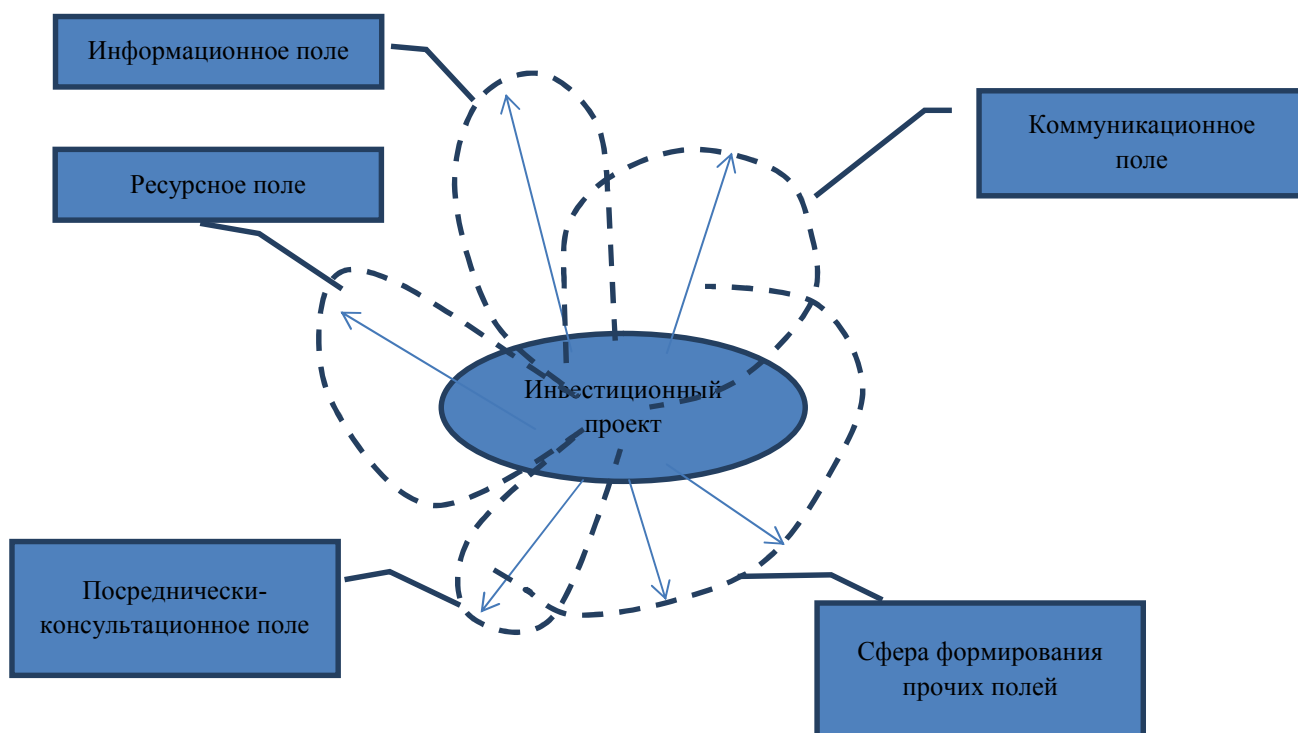 Информационное поле
Коммуникационное
поле
Ресурсное поле
Инвестиционный
проект
Посреднически-
консультационное поле
Сфера формирования
прочих полей